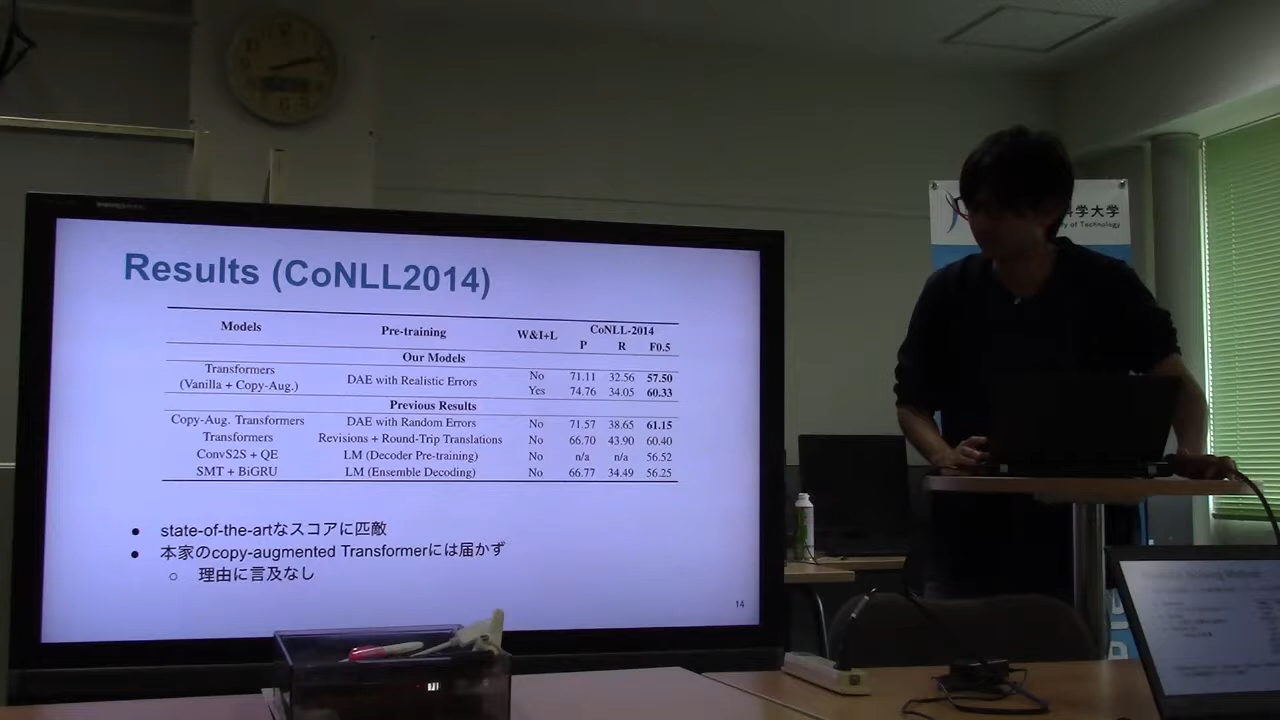 Results (CoNLL2014)
Models Pre-training W&I+L CoNLL-2014
P R F0.5
Our Models
Transformers
(Vanilla + Copy-Aug.) DAE with Realistic Errors
No 71.11 32.56 57.50
Yes 74.76 34.05 60.33
Previous Results
Copy-Aug. Transformers DAE with Random Errors No 71.57 38.65 61.15
Transformers Revisions + Round-Trip Translations No 66.70 43.90 60.40
ConvS2S + QE LM (Decoder Pre-training) No n/a n/a 56.52
SMT + BiGRU LM (Ensemble Decoding) No 66.77 34.49 56.25
● state-of-the-artなスコアに匹敵
● 本家のcopy-augmented Transformerには届かず
○ 理由に言及なし
14
科学大学
of Technology